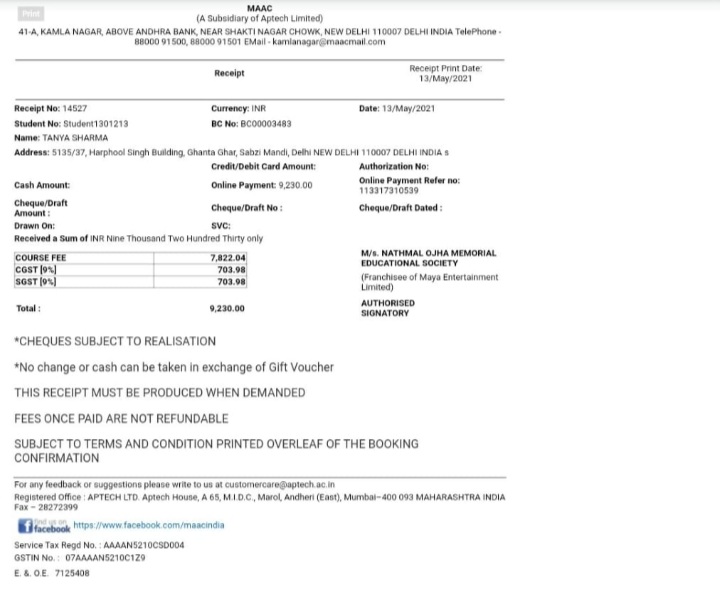 Print
MAAC
(A Subsidiary of Aptech Limited)
41-A, KAMLA NAGAR, ABOVE ANDHRA BANK, NEAR SHAKTI NAGAR CHOWK, NEW DELHI 110007 DELHI INDIA TelePhone -
88000 91500, 88000 91501 EMail - kamlanagar@maacmail.com
Receipt
Receipt Print Date:
13/May/2021
Receipt No: 14527 Currency: INR Date: 13/May/2021
Student No: Student1301213 BC No: BC00003483
Name: TANYA SHARMA
Address: 5135/37, Harphool Singh Building, Ghanta Ghar, Sabzi Mandi, Delhi NEW DELHI 110007 DELHI INDIA s
Credit/Debit Card Amount: Authorization No:
Cash Amount: Online Payment: 9,230.00 Online Payment Refer no:
113317310539
Cheque/Draft
Amount : Cheque/Draft No : Cheque/Draft Dated :
Drawn On: SVC:
Received a Sum of INR Nine Thousand Two Hundred Thirty only
COURSE FEE 7,822.04
CGST [9%] 703.98
SGST [9%] 703.98
Total : 9,230.00
M/s. NATHMAL OJHA MEMORIAL
EDUCATIONAL SOCIETY
(Franchisee of Maya Entertainment
Limited)
AUTHORISED
SIGNATORY
*CHEQUES SUBJECT TO REALISATION
*No change or cash can be taken in exchange of Gift Voucher
THIS RECEIPT MUST BE PRODUCED WHEN DEMANDED
FEES ONCE PAID ARE NOT REFUNDABLE
SUBJECT TO TERMS AND CONDITION PRINTED OVERLEAF OF THE BOOKING
CONFIRMATION
For any feedback or suggestions please write to us at customercare@aptech.ac.in
Registered Office : APTECH LTD. Aptech House, A 65, M.I.D.C., Marol, Andheri (East), Mumbai-400 093 MAHARASHTRA INDIA
Fax - 28272399
find us on
facebook https://www.facebook.com/maacindia
Service Tax Regd No. : AAAAN5210CSD004
GSTIN No. : 07AAAAN5210C1Z9
E. & .O.E. 7125408